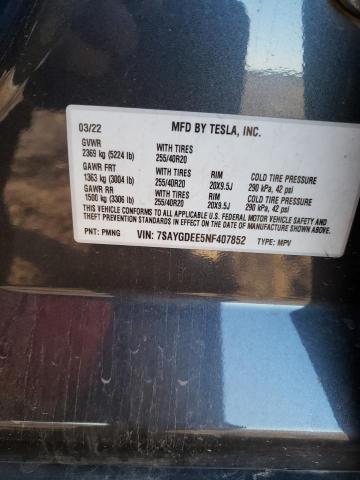 03/22 MFD BY TESLA, INC.
GVWR WITH TIRES
2369 kg (5224 lb) 255/40R20
GAWR FRT WITH TIRES RIM COLD TIRE PRESSURE
1363 kg (3004 lb) 255/40R20 20X9.5J 290 kPa, 42 psi
GAWR RR WITH TIRES RIM COLD TIRE PRESSURE
1500 kg (3306 lb) 255/40R20 20X9.5J 290 kPa, 42 psi
THIS VEHICLE CONFORMS TO ALL APPLICABLE U.S. FEDERAL MOTOR VEHICLE SAFETY AND
THEFT PREVENTION STANDARDS IN EFFECT ON THE DATE OF MANUFACTURE SHOWN ABOVE.
PNT: PMNG VIN: 7SAYGDEE5NF407852 TYPE: MPV